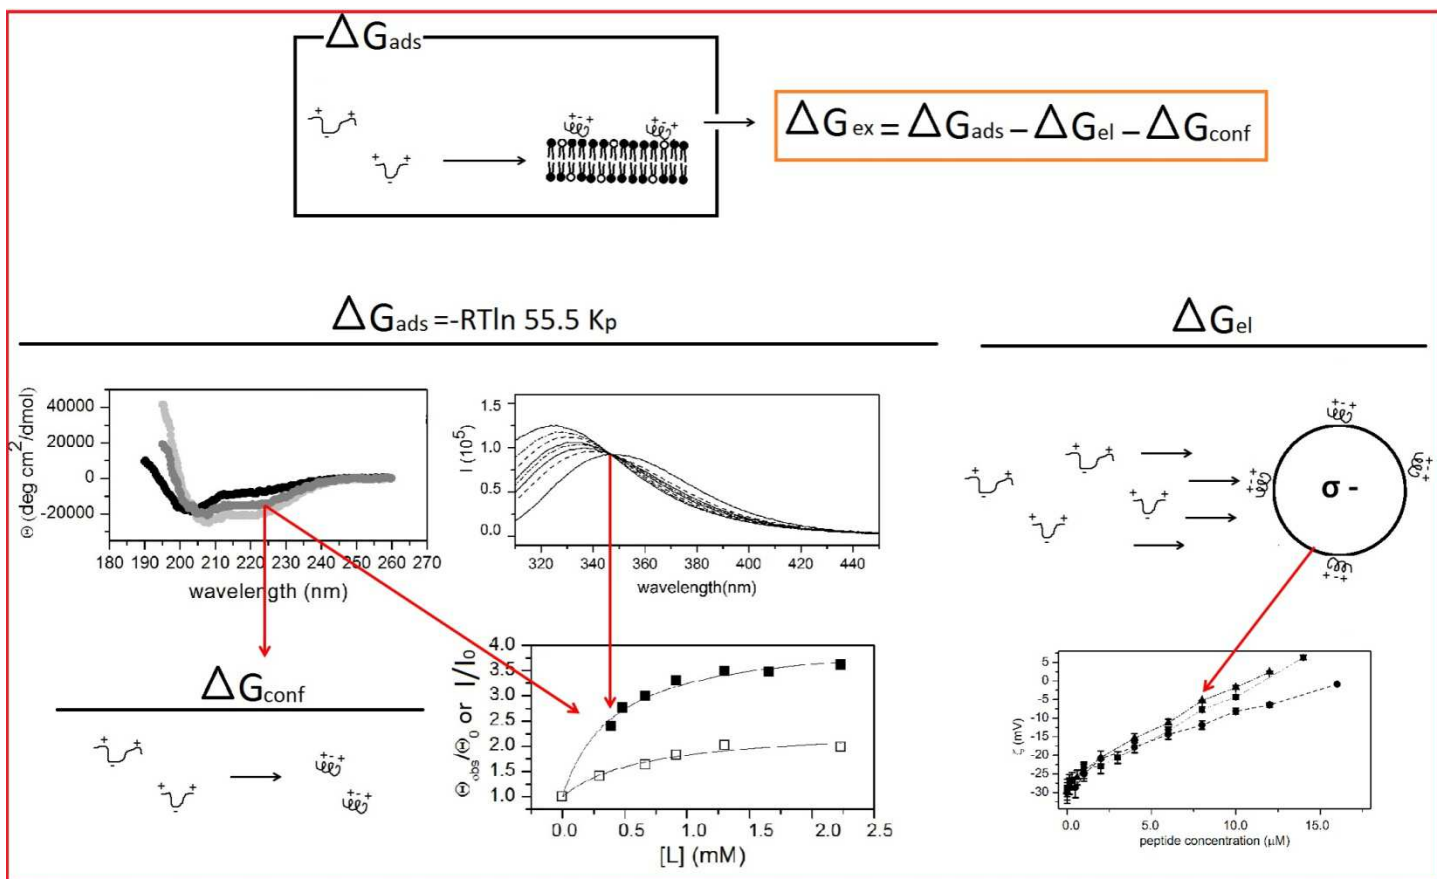 ΔGads
ΔGex = ΔGads – ΔGel – ΔGconf
ΔGads =-RTln 55.5 Kp
ΔGel
Θ (deg cm²/dmol)
40000
20000
0
-20000
180 190 200 210 220 230 240 250 260 270
wavelength (nm)
I (10⁵)
1.5
1.0
0.5
0.0
320 340 360 380 400 420 440
wavelength(nm)
+ +
-
σ -
ΔGconf
Θobs/Θ0 or I/I0
4.0
3.5
3.0
2.5
2.0
1.5
1.0
0.0 0.5 1.0 1.5 2.0 2.5
[L] (mM)
ζ (mV)
5
0
-5
-10
-15
-20
-25
-30
0.0 5.0 10.0 15.0
peptide concentration (μM)